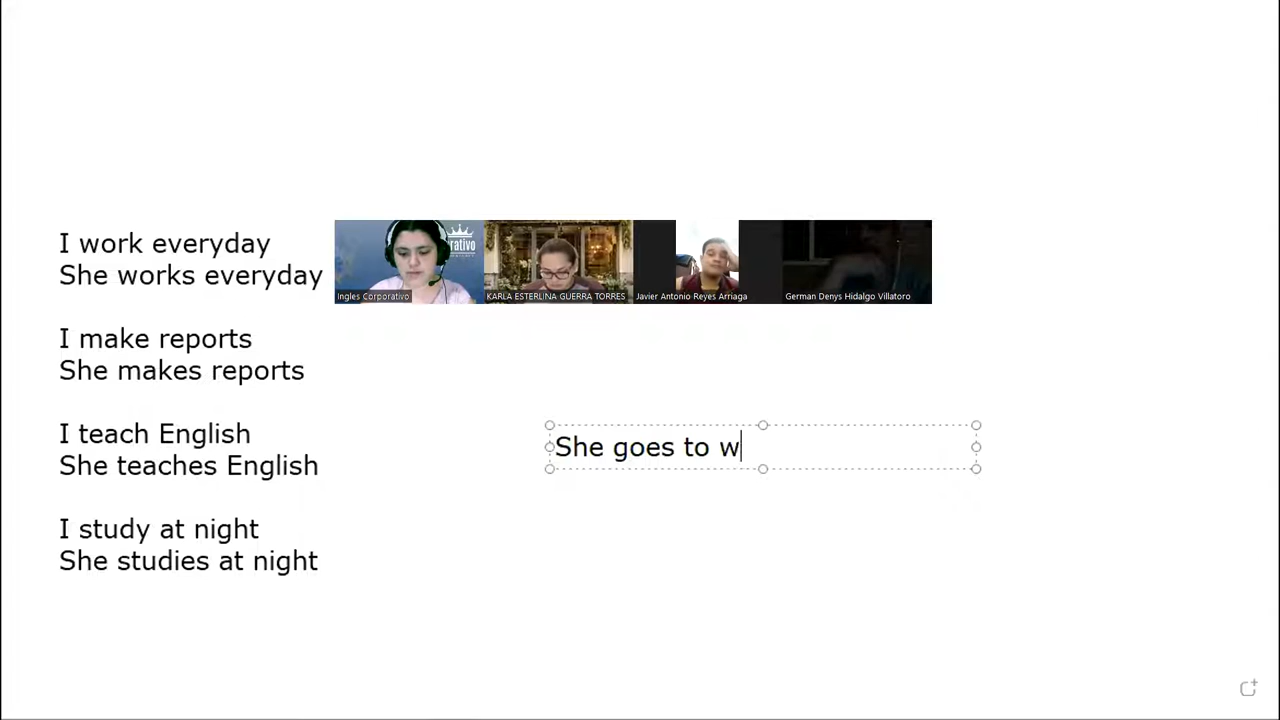 I work everyday
She works everyday
rativo
Ingles Corporativo
KARLA ESTERLINA GUERRA TORRES
Javier Antonio Reyes Arriaga
German Denys Hidalgo Villatoro
I make reports
She makes reports
I teach English
She teaches English
She goes to w
I study at night
She studies at night